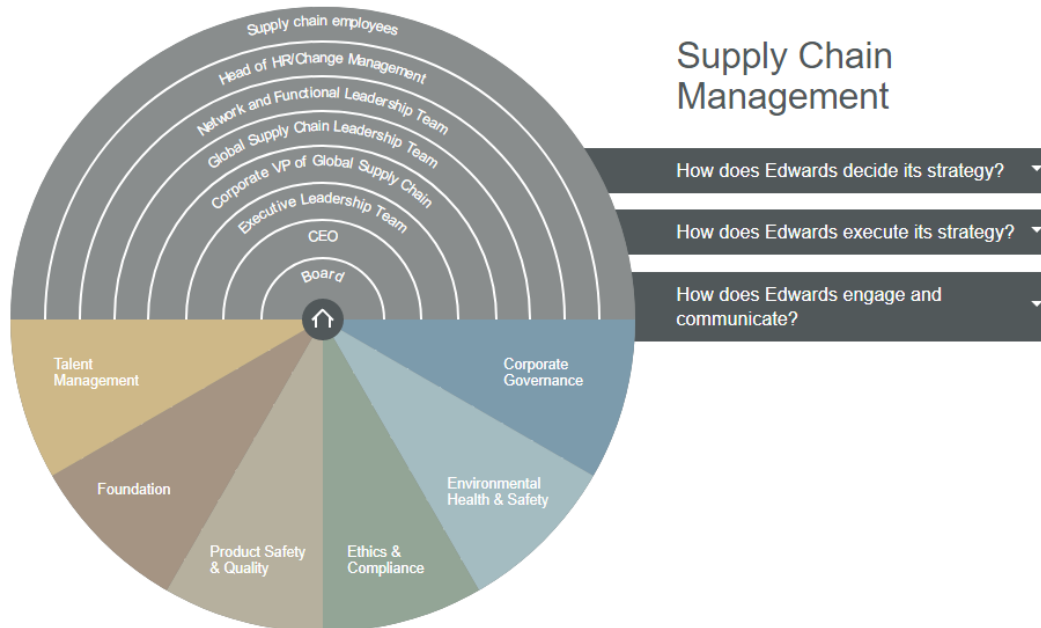 Supply chain employees
Head of HR/Change Management
Network and Functional Leadership Team
Global Supply Chain Leadership Team
Corporate VP of Global Supply Chain
Executive Leadership Team
CEO
Board
Talent
Management
Foundation
Product Safety
& Quality
Ethics &
Compliance
Environmental
Health & Safety
Corporate
Governance
Supply Chain
Management
How does Edwards decide its strategy?
How does Edwards execute its strategy?
How does Edwards engage and
communicate?